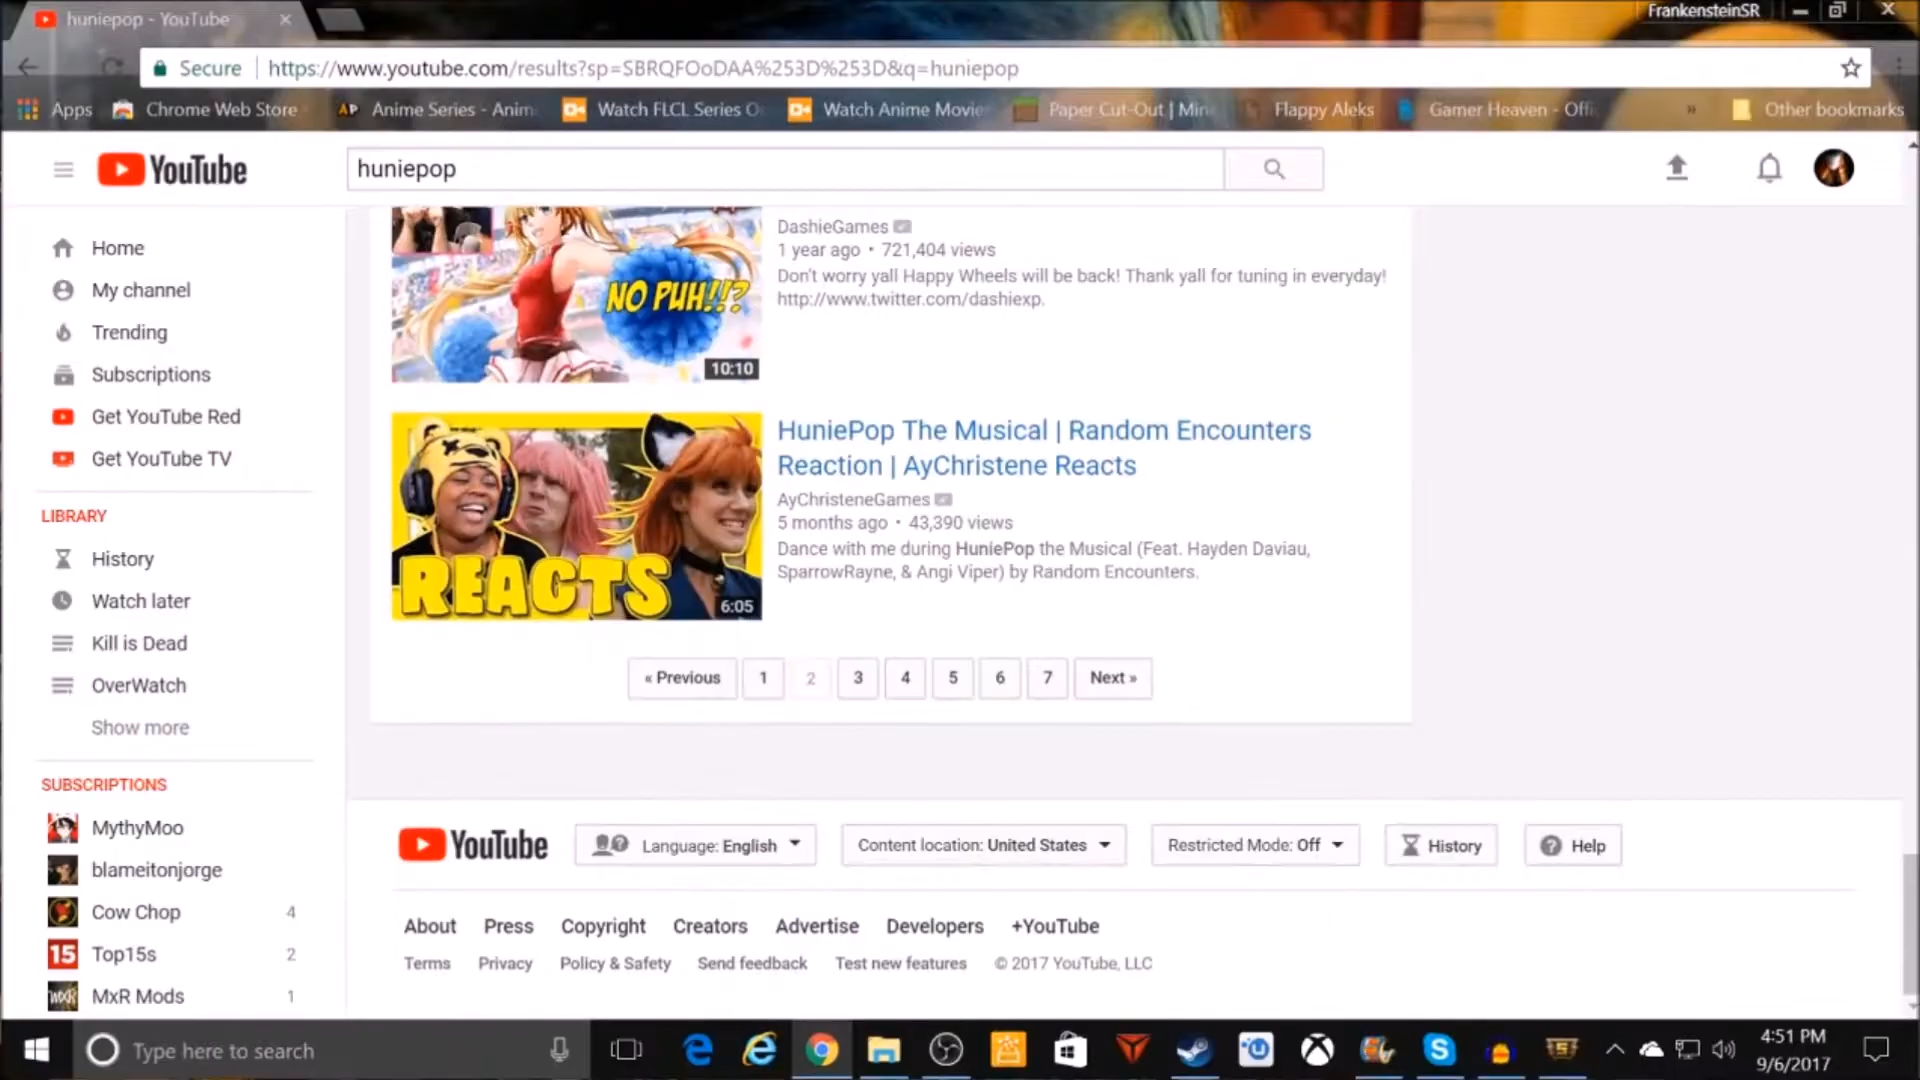 huniepop - YouTube
FrankensteinSR
Secure
https://www.youtube.com/results?sp=SBRQFOoDAA%253D%253D&q=huniepop
Apps
Chrome Web Store
AP
Anime Series - Anim
Watch FLCL Series O
Watch Anime Movie
Paper Cut-Out | Min
Flappy Aleks
Gamer Heaven - Offi
»
Other bookmarks
YouTube
huniepop
Home
My channel
Trending
Subscriptions
Get YouTube Red
Get YouTube TV
LIBRARY
History
Watch later
Kill is Dead
OverWatch
Show more
SUBSCRIPTIONS
MythyMoo
blameitonjorge
Cow Chop 4
15 Top15s 2
MxR MxR Mods 1
NO PUH!!?
10:10
DashieGames
1 year ago • 721,404 views
Don't worry yall Happy Wheels will be back! Thank yall for tuning in everyday!
http://www.twitter.com/dashiexp.
REACTS
6:05
HuniePop The Musical | Random Encounters
Reaction | AyChristene Reacts
AyChristeneGames
5 months ago • 43,390 views
Dance with me during HuniePop the Musical (Feat. Hayden Daviau,
SparrowRayne, & Angi Viper) by Random Encounters.
« Previous 1 2 3 4 5 6 7 Next »
YouTube
Language: English
Content location: United States
Restricted Mode: Off
History
Help
About Press Copyright Creators Advertise Developers +YouTube
Terms Privacy Policy & Safety Send feedback Test new features © 2017 YouTube, LLC
Type here to search
4:51 PM
9/6/2017